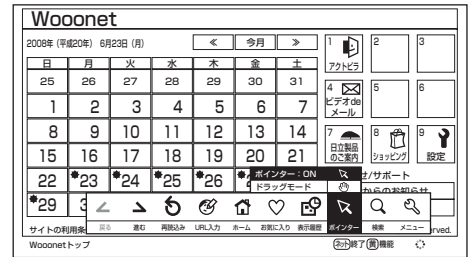 Wooonet
2008年 (平成20年) 6月23日 (月)
≪ 今月 ≫
日 月 火 水 木 金 土
25 26 27 28 29 30 31
1 2 3 4 5 6 7
8 9 10 11 12 13 14
15 16 17 18 19 20 21
22 23 24 25 26
29
1 アクトビラ
2
3
4 ビデオde
メール
5
6
7 日立製品
のご案内
8 ショッピング
9 設定
ポインター：ON
ドラッグモード
せ/サポート
からのお知らせ
戻る 進む 再読込み URL入力 ホーム お気に入り 表示履歴 ポインター 検索 メニュー
サイトの利用条
rved.
Wooonetトップ
ネット終了 黄機能